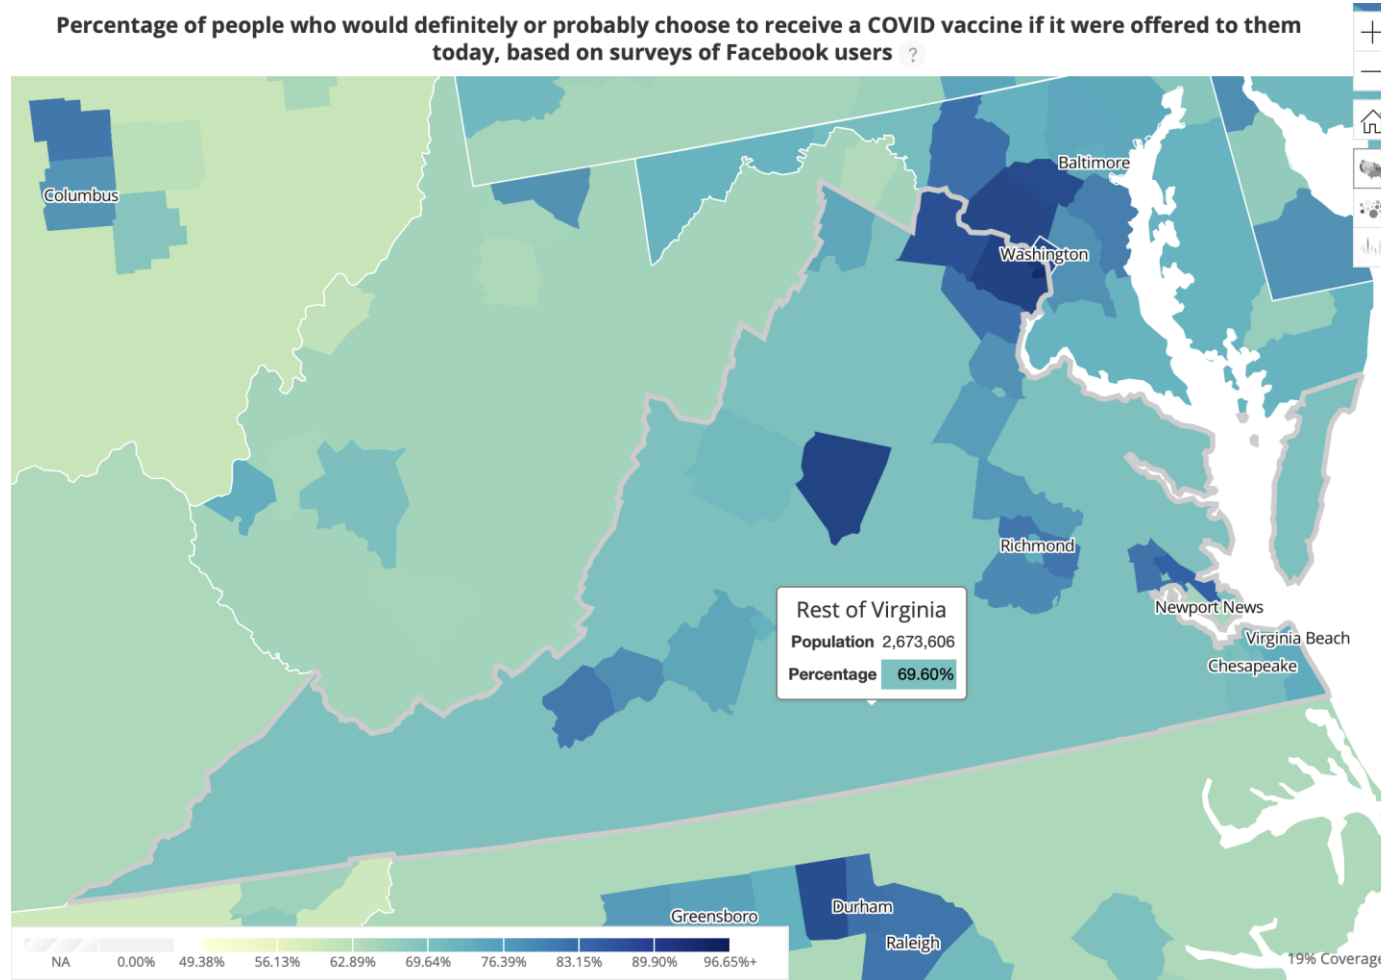 Percentage of people who would definitely or probably choose to receive a COVID vaccine if it were offered to them
today, based on surveys of Facebook users ?
+
−
Baltimore
Columbus
Washington
Richmond
Rest of Virginia
Population 2,673,606
Percentage 69.60%
Newport News
Virginia Beach
Chesapeake
Durham
Greensboro
Raleigh
NA 0.00% 49.38% 56.13% 62.89% 69.64% 76.39% 83.15% 89.90% 96.65%+
19% Coverage